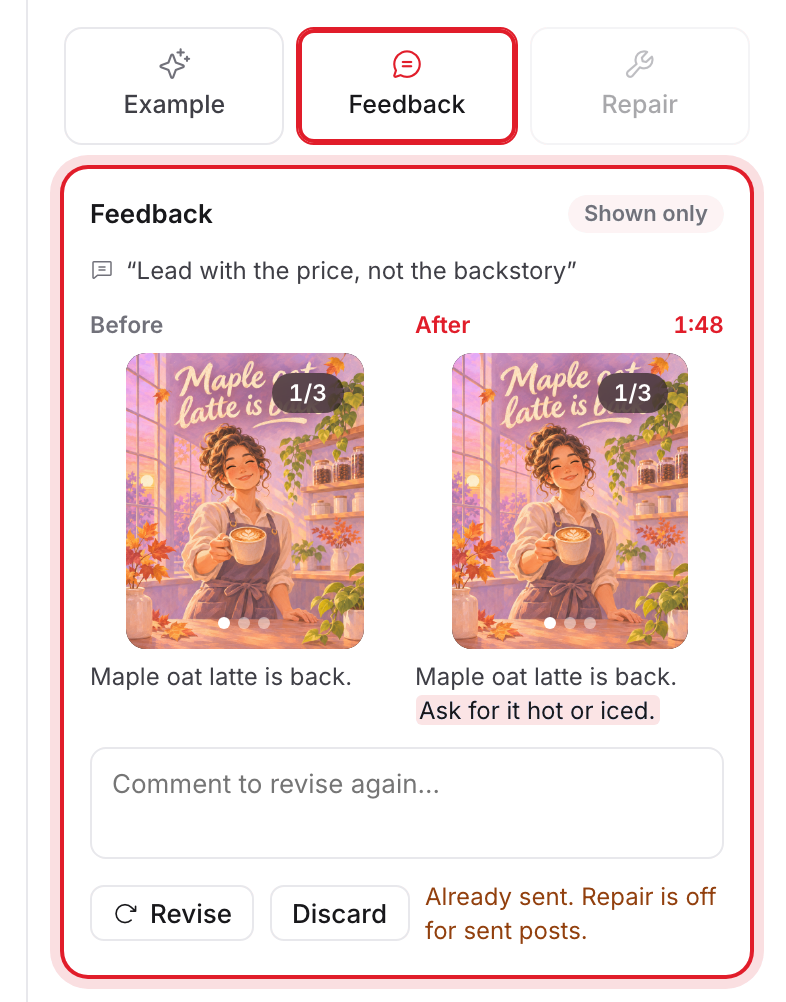 Example
Feedback
Repair
Feedback
Shown only
“Lead with the price, not the backstory”
Before
After
1:48
Maple
latte is
1/3
Maple
latte is
1/3
Maple oat latte is back.
Maple oat latte is back.
Ask for it hot or iced.
Comment to revise again...
Revise
Discard
Already sent. Repair is off
for sent posts.